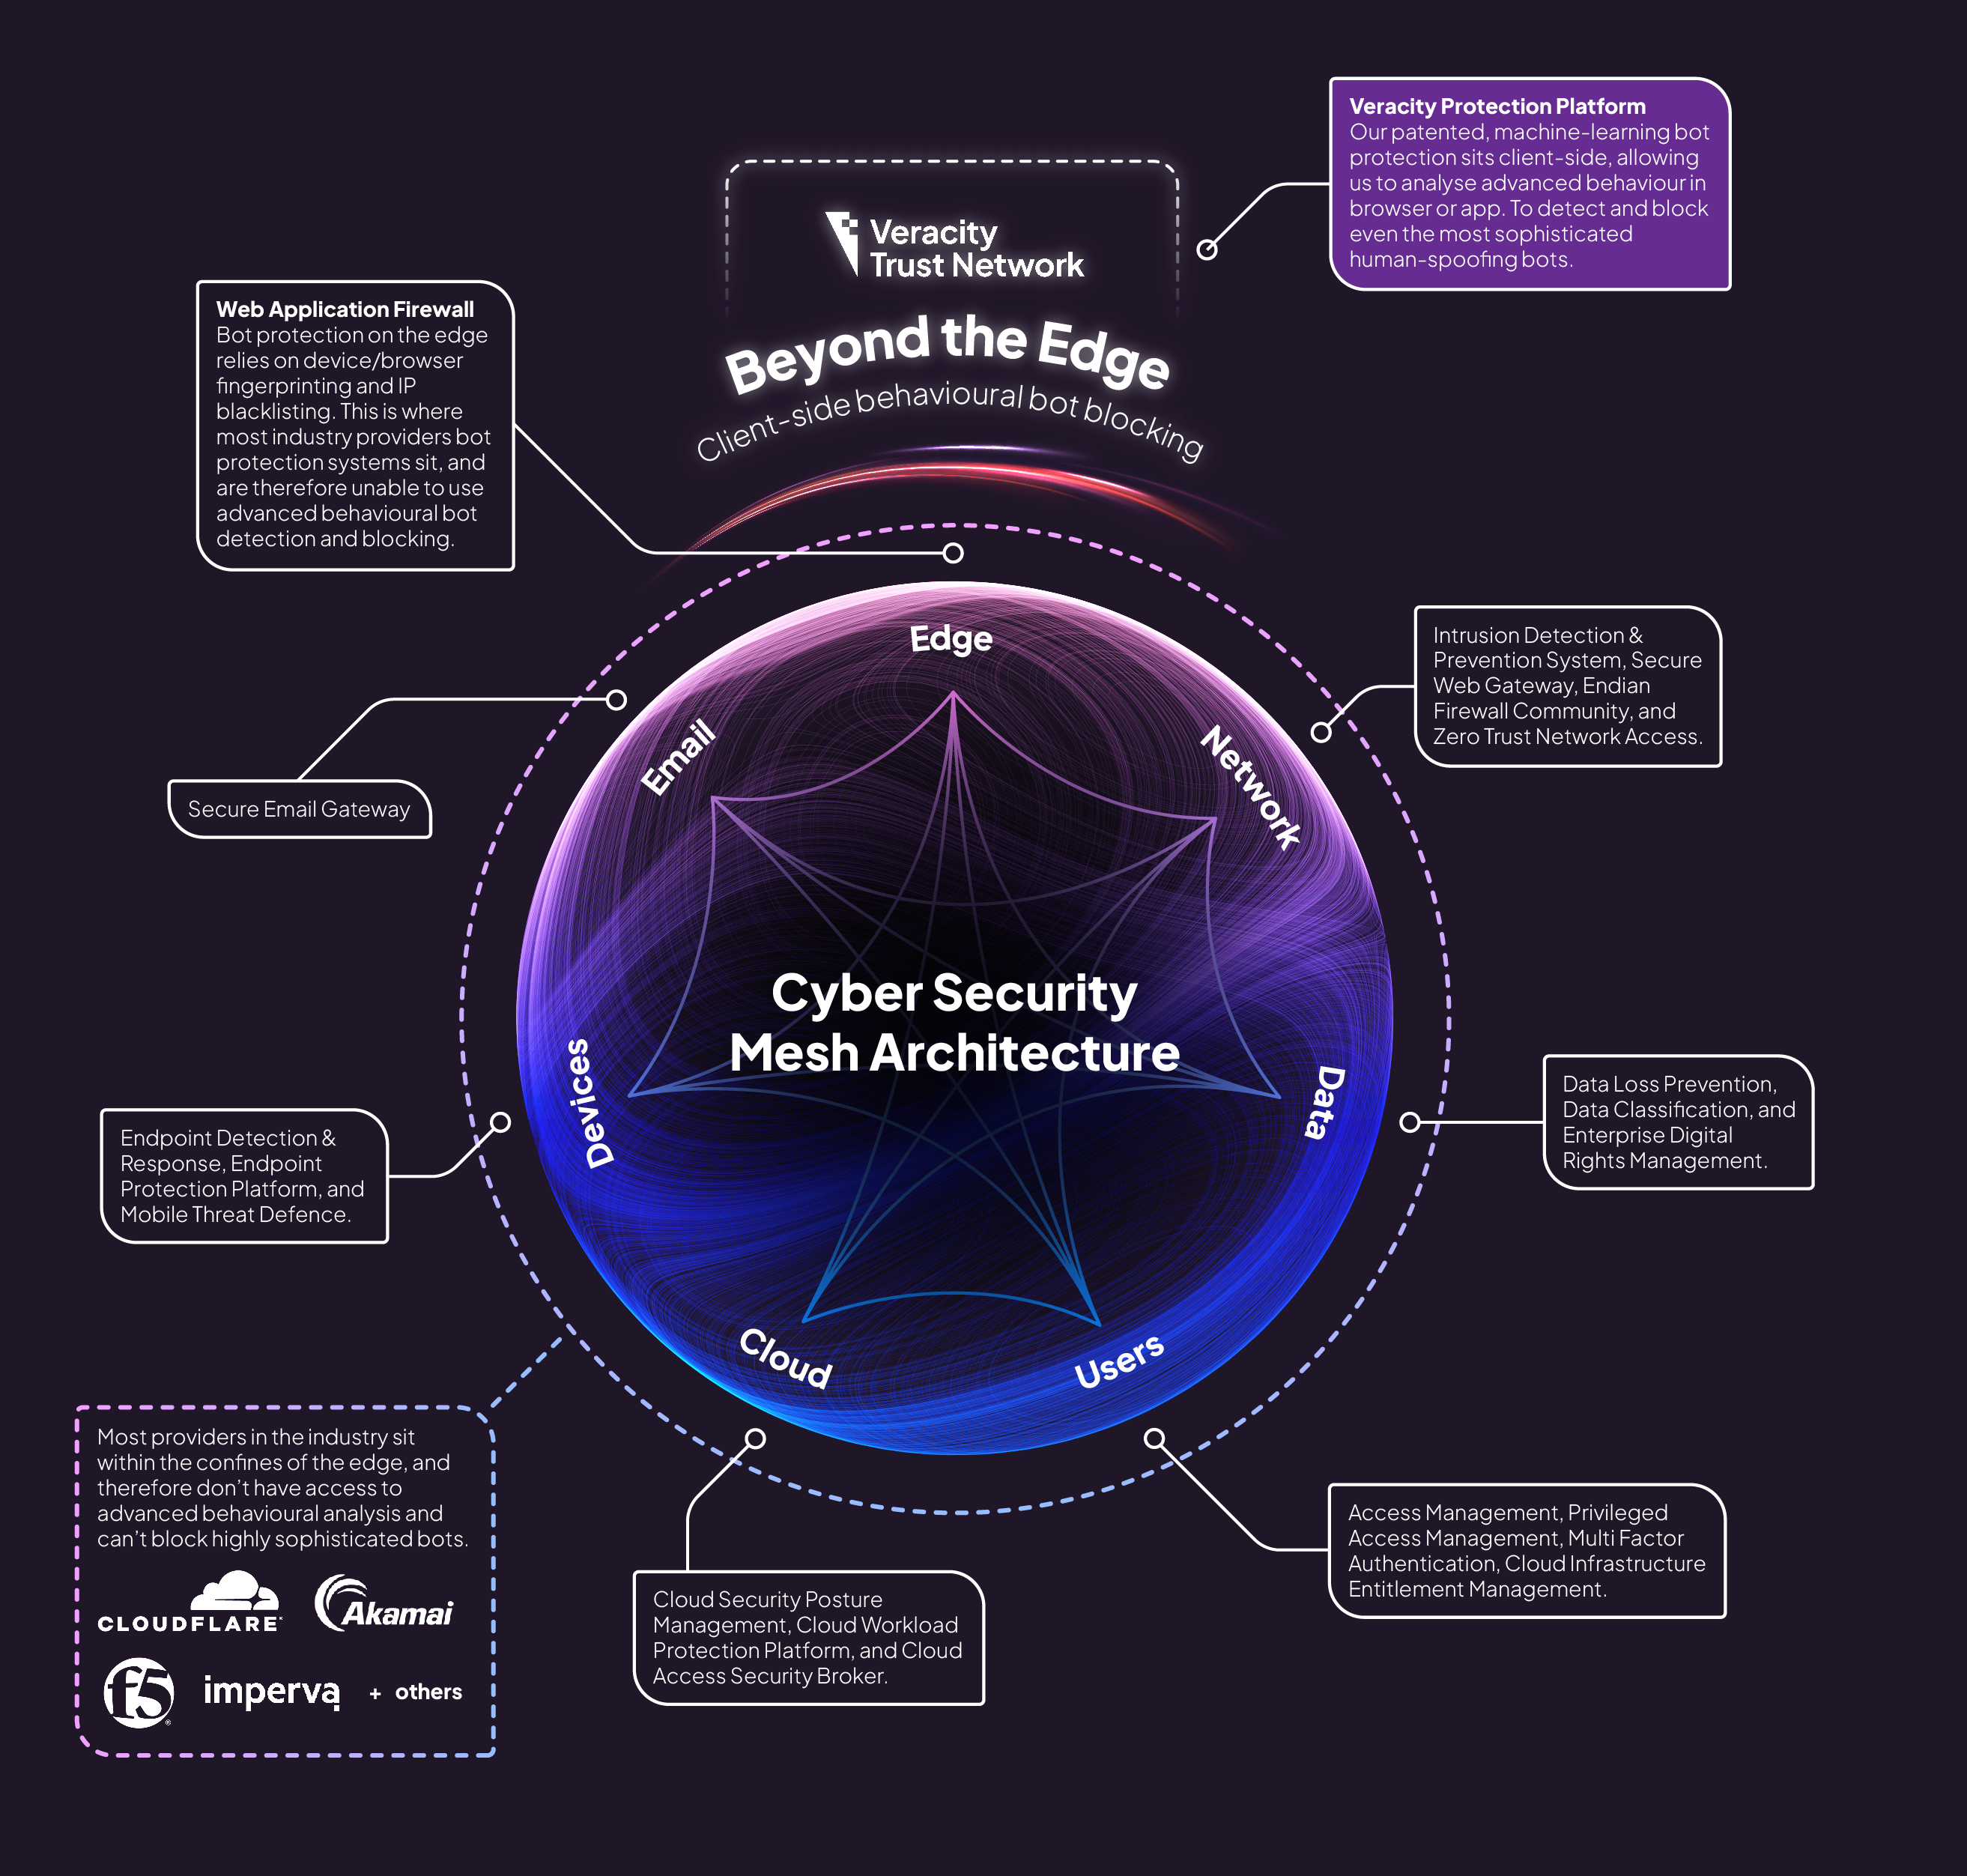 Veracity Protection Platform
Our patented, machine-learning bot
protection sits client-side, allowing
us to analyse advanced behaviour in
browser or app. To detect and block
even the most sophisticated
human-spoofing bots.
Veracity
Trust Network
Beyond the Edge
Client-side behavioural bot blocking
Web Application Firewall
Bot protection on the edge
relies on device/browser
fingerprinting and IP
blacklisting. This is where
most industry providers bot
protection systems sit, and
are therefore unable to use
advanced behavioural bot
detection and blocking.
Edge
Email
Network
Intrusion Detection &
Prevention System, Secure
Web Gateway, Endian
Firewall Community, and
Zero Trust Network Access.
Secure Email Gateway
Cyber Security
Mesh Architecture
Devices
Data
Data Loss Prevention,
Data Classification, and
Enterprise Digital
Rights Management.
Endpoint Detection &
Response, Endpoint
Protection Platform, and
Mobile Threat Defence.
Cloud
Users
Most providers in the industry sit
within the confines of the edge, and
therefore don't have access to
advanced behavioural analysis and
can't block highly sophisticated bots.
CLOUDFLARE
Akamai
f5®
imperva
+ others
Cloud Security Posture
Management, Cloud Workload
Protection Platform, and Cloud
Access Security Broker.
Access Management, Privileged
Access Management, Multi Factor
Authentication, Cloud Infrastructure
Entitlement Management.